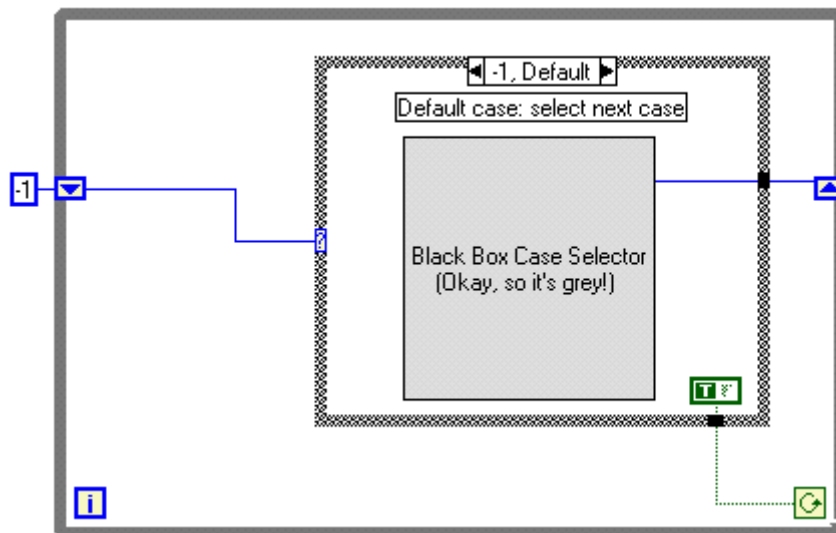 -1, Default
Default case: select next case
-1
?
Black Box Case Selector
(Okay, so it's grey!)
T F
i